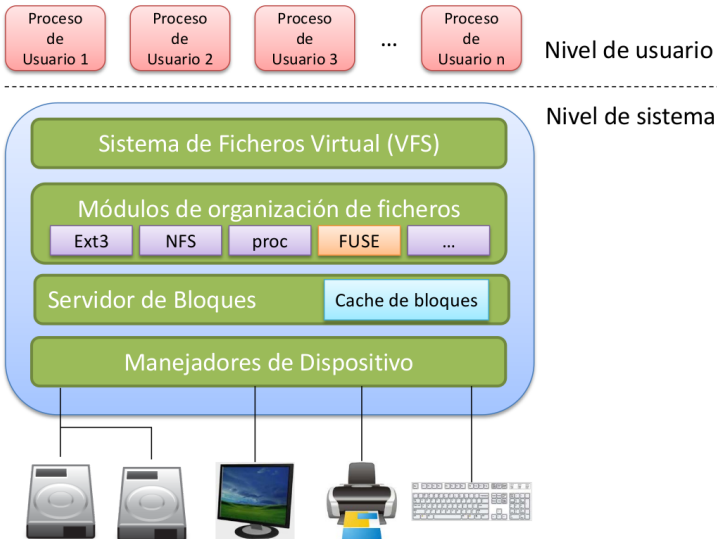 Proceso
de
Usuario 1
Proceso
de
Usuario 2
Proceso
de
Usuario 3
...
Proceso
de
Usuario n
Nivel de usuario
Nivel de sistema
Sistema de Ficheros Virtual (VFS)
Módulos de organización de ficheros
Ext3
NFS
proc
FUSE
...
Servidor de Bloques
Cache de bloques
Manejadores de Dispositivo